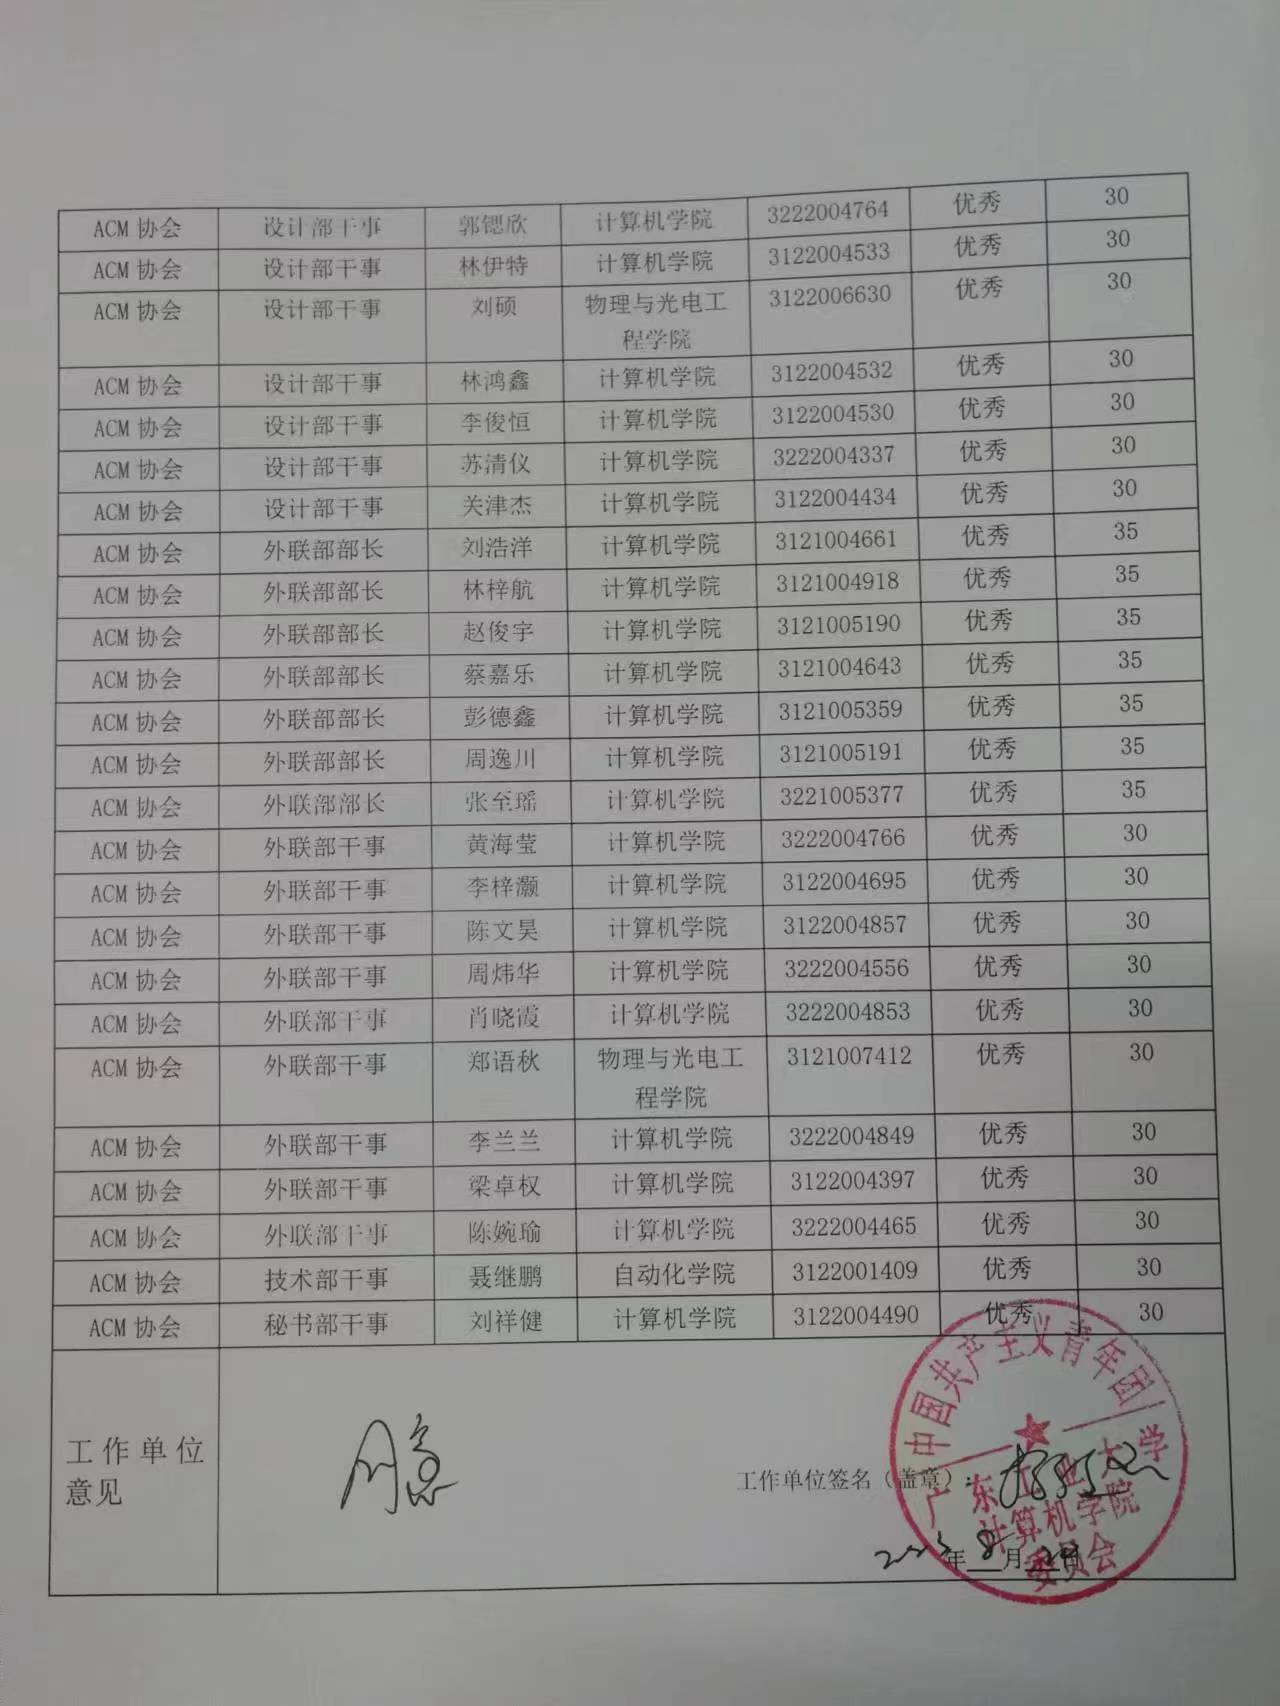 ACM 协会 设计部干事 郭锶欣 计算机学院 3222004764 优秀 30
ACM 协会 设计部干事 林伊特 计算机学院 3122004533 优秀 30
ACM 协会 设计部干事 刘硕 物理与光电工 3122006630 优秀 30
程学院
ACM 协会 设计部干事 林鸿鑫 计算机学院 3122004532 优秀 30
ACM 协会 设计部干事 李俊恒 计算机学院 3122004530 优秀 30
ACM 协会 设计部干事 苏清仪 计算机学院 3222004337 优秀 30
ACM 协会 设计部干事 关津杰 计算机学院 3122004434 优秀 30
ACM 协会 外联部部长 刘浩洋 计算机学院 3121004661 优秀 35
ACM 协会 外联部部长 林梓航 计算机学院 3121004918 优秀 35
ACM 协会 外联部部长 赵俊宇 计算机学院 3121005190 优秀 35
ACM 协会 外联部部长 蔡嘉乐 计算机学院 3121004643 优秀 35
ACM 协会 外联部部长 彭德鑫 计算机学院 3121005359 优秀 35
ACM 协会 外联部部长 周逸川 计算机学院 3121005191 优秀 35
ACM 协会 外联部部长 张至瑶 计算机学院 3221005377 优秀 35
ACM 协会 外联部干事 黄海莹 计算机学院 3222004766 优秀 30
ACM 协会 外联部干事 李梓灏 计算机学院 3122004695 优秀 30
ACM 协会 外联部干事 陈文昊 计算机学院 3122004857 优秀 30
ACM 协会 外联部干事 周炜华 计算机学院 3222004556 优秀 30
ACM 协会 外联部干事 肖晓霞 计算机学院 3222004853 优秀 30
ACM 协会 外联部干事 郑语秋 物理与光电工 3121007412 优秀 30
程学院
ACM 协会 外联部干事 李兰兰 计算机学院 3222004849 优秀 30
ACM 协会 外联部干事 梁卓权 计算机学院 3122004397 优秀 30
ACM 协会 外联部干事 陈婉瑜 计算机学院 3222004465 优秀 30
ACM 协会 技术部干事 聂继鹏 自动化学院 3122001409 优秀 30
ACM 协会 秘书部干事 刘祥健 计算机学院 3122004490 优秀 30
工作单位
意见
同意
工作单位签名（盖章）：
2023年8月 日
中国共产主义青年团
广东工业大学
计算机学院
委员会